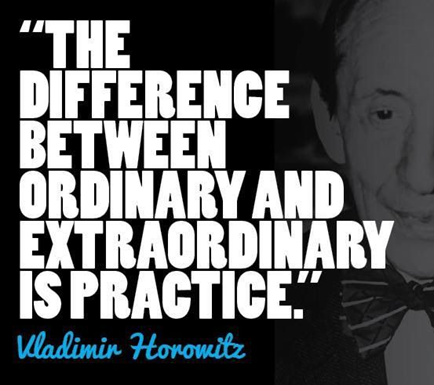 “THE
DIFFERENCE
BETWEEN
ORDINARY AND
EXTRAORDINARY
IS PRACTICE.”
Vladimir Horowitz